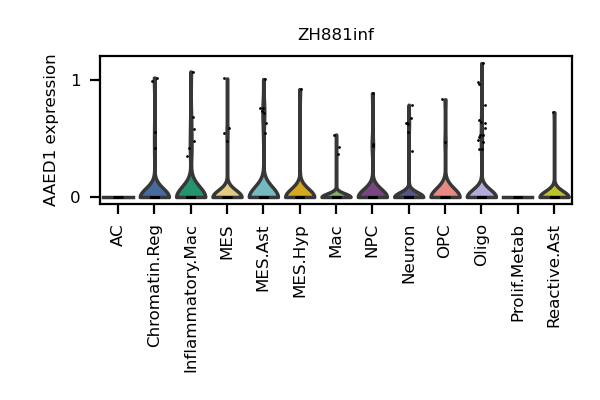 ZH881inf
AAED1 expression
1
0
AC
Chromatin.Reg
Inflammatory.Mac
MES
MES.Ast
MES.Hyp
Mac
NPC
Neuron
OPC
Oligo
Prolif.Metab
Reactive.Ast